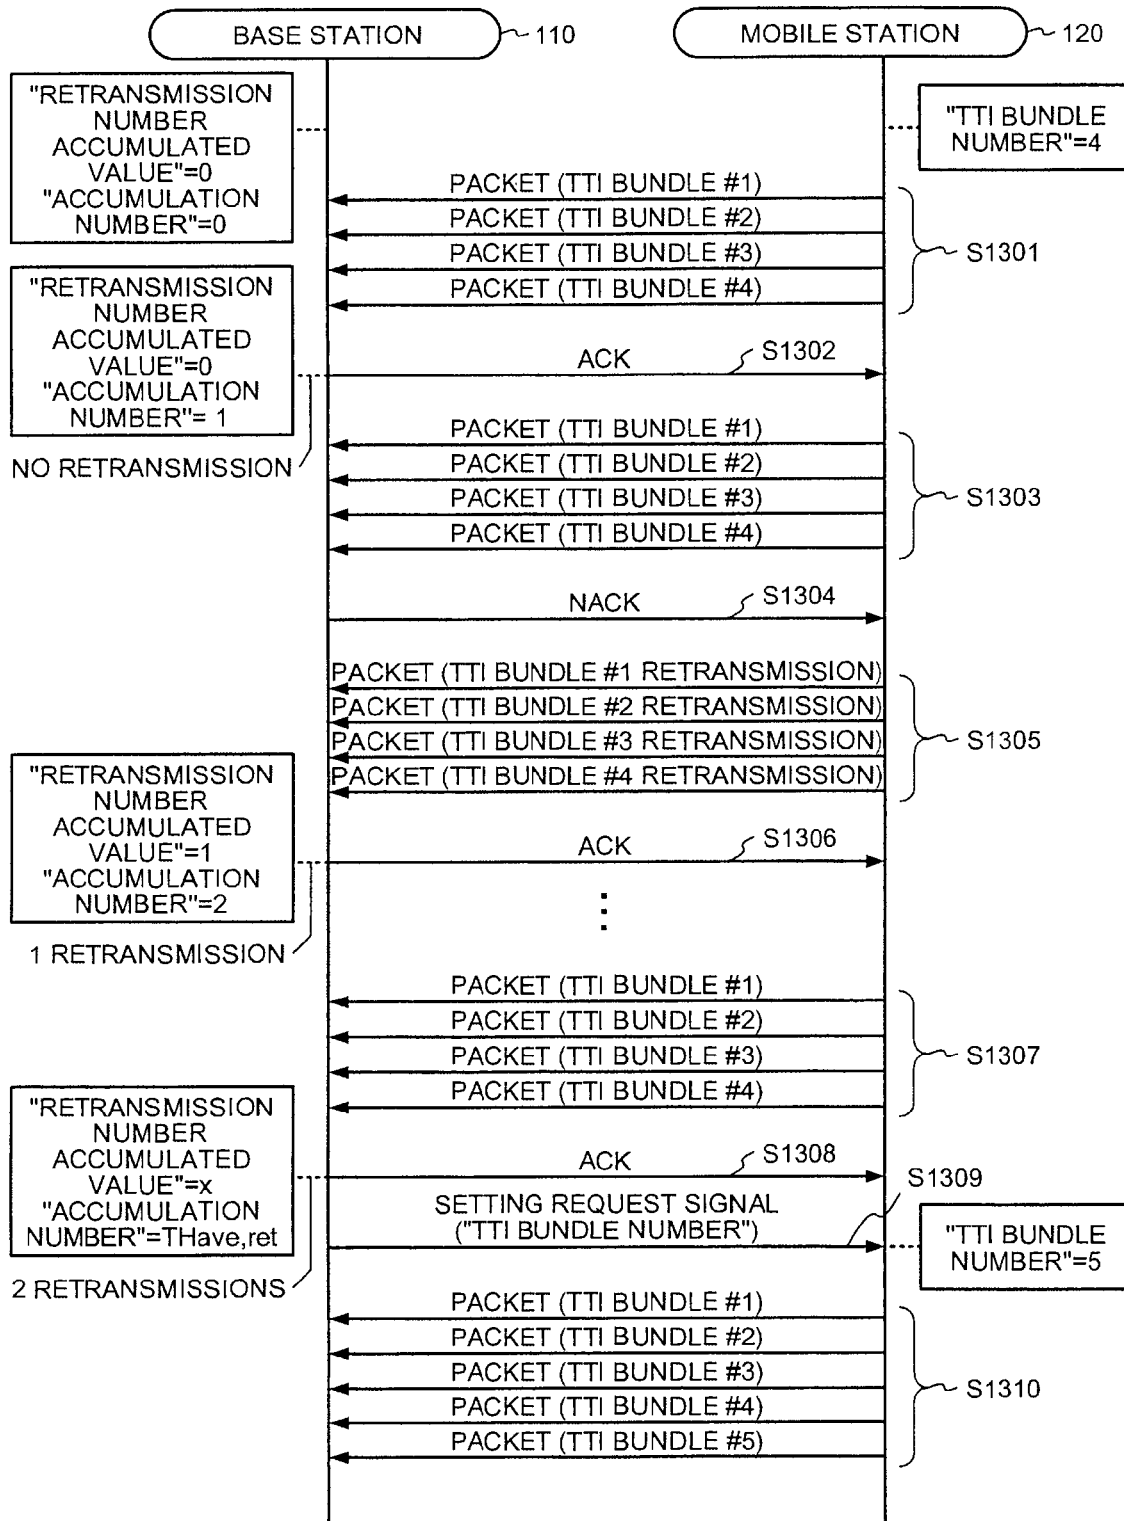 BASE STATION
110
MOBILE STATION
120
"RETRANSMISSION
NUMBER
ACCUMULATED
VALUE"=0
"ACCUMULATION
NUMBER"=0
"TTI BUNDLE
NUMBER"=4
PACKET (TTI BUNDLE #1)
PACKET (TTI BUNDLE #2)
PACKET (TTI BUNDLE #3)
PACKET (TTI BUNDLE #4)
S1301
"RETRANSMISSION
NUMBER
ACCUMULATED
VALUE"=0
"ACCUMULATION
NUMBER"= 1
ACK
S1302
NO RETRANSMISSION
PACKET (TTI BUNDLE #1)
PACKET (TTI BUNDLE #2)
PACKET (TTI BUNDLE #3)
PACKET (TTI BUNDLE #4)
S1303
NACK
S1304
PACKET (TTI BUNDLE #1 RETRANSMISSION)
PACKET (TTI BUNDLE #2 RETRANSMISSION)
PACKET (TTI BUNDLE #3 RETRANSMISSION)
PACKET (TTI BUNDLE #4 RETRANSMISSION)
S1305
"RETRANSMISSION
NUMBER
ACCUMULATED
VALUE"=1
"ACCUMULATION
NUMBER"=2
ACK
S1306
1 RETRANSMISSION
PACKET (TTI BUNDLE #1)
PACKET (TTI BUNDLE #2)
PACKET (TTI BUNDLE #3)
PACKET (TTI BUNDLE #4)
S1307
"RETRANSMISSION
NUMBER
ACCUMULATED
VALUE"=x
"ACCUMULATION
NUMBER"=THave,ret
ACK
S1308
SETTING REQUEST SIGNAL
("TTI BUNDLE NUMBER")
S1309
"TTI BUNDLE
NUMBER"=5
2 RETRANSMISSIONS
PACKET (TTI BUNDLE #1)
PACKET (TTI BUNDLE #2)
PACKET (TTI BUNDLE #3)
PACKET (TTI BUNDLE #4)
PACKET (TTI BUNDLE #5)
S1310